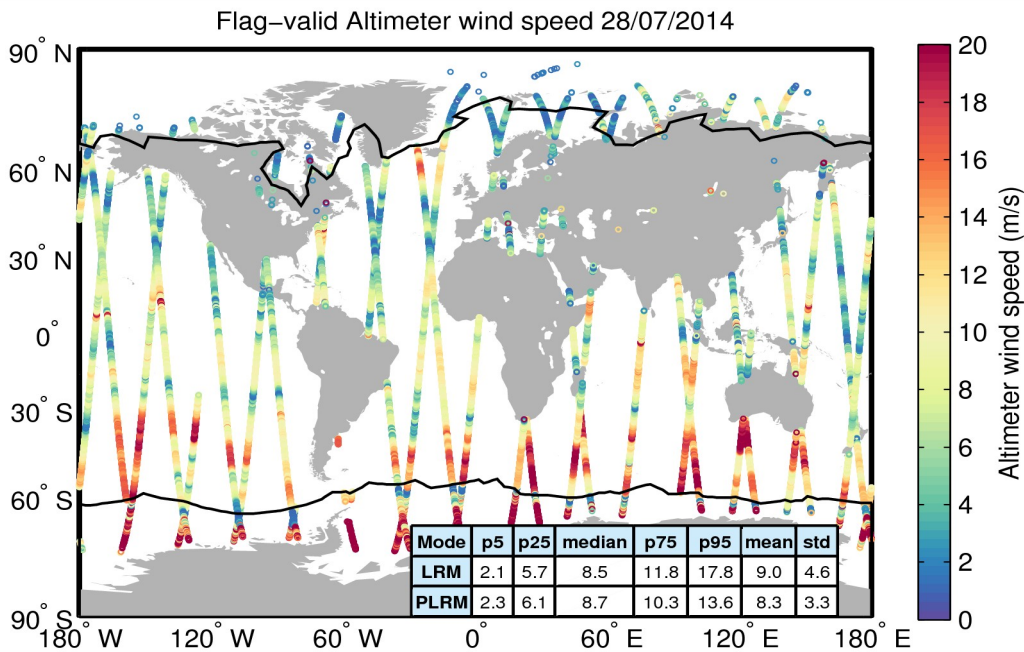 Flag−valid Altimeter wind speed 28/07/2014
90° N
60° N
30° N
0°
30° S
60° S
90° S
180° W
120° W
60° W
0°
60° E
120° E
180° E
Mode p5 p25 median p75 p95 mean std
LRM 2.1 5.7 8.5 11.8 17.8 9.0 4.6
PLRM 2.3 6.1 8.7 10.3 13.6 8.3 3.3
20
18
16
14
12
10
8
6
4
2
0
Altimeter wind speed (m/s)